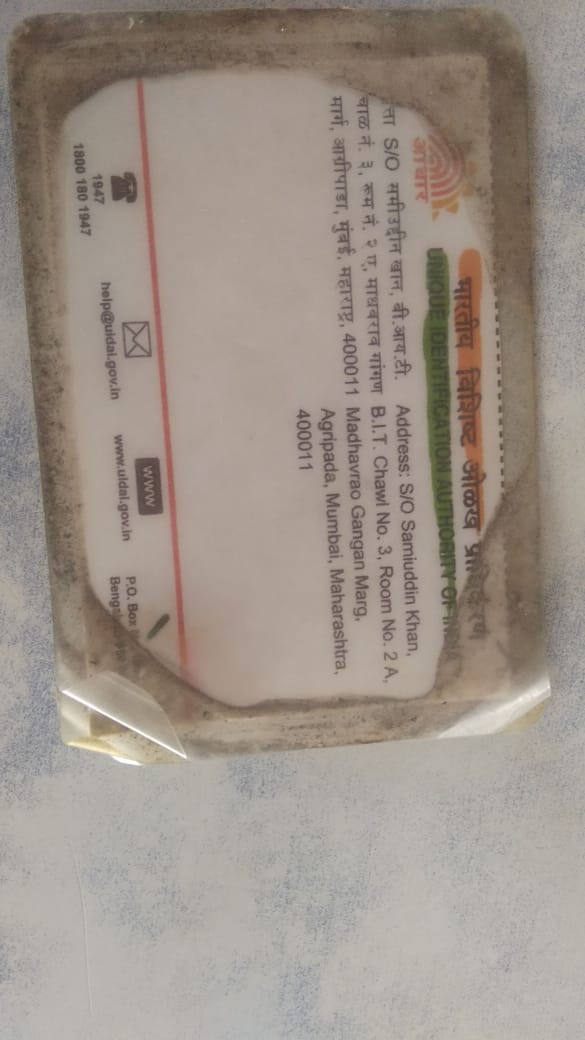 आधार
भारतीय विशिष्ट ओळख प्राधिकरण
UNIQUE IDENTIFICATION AUTHORITY OF INDIA
S/O समीउद्दीन खान, बी.आय.टी.
चाळ नं. ३, रूम नं. २ ए, माधवराव गांगण
मार्ग, आग्रीपाडा, मुंबई, महाराष्ट्र, 400011
Address: S/O Samiuddin Khan,
B.I.T. Chawl No. 3, Room No. 2 A,
Madhavrao Gangan Marg,
Agripada, Mumbai, Maharashtra,
400011
1947
1800 180 1947
help@uidai.gov.in
www
www.uidai.gov.in
P.O. Box